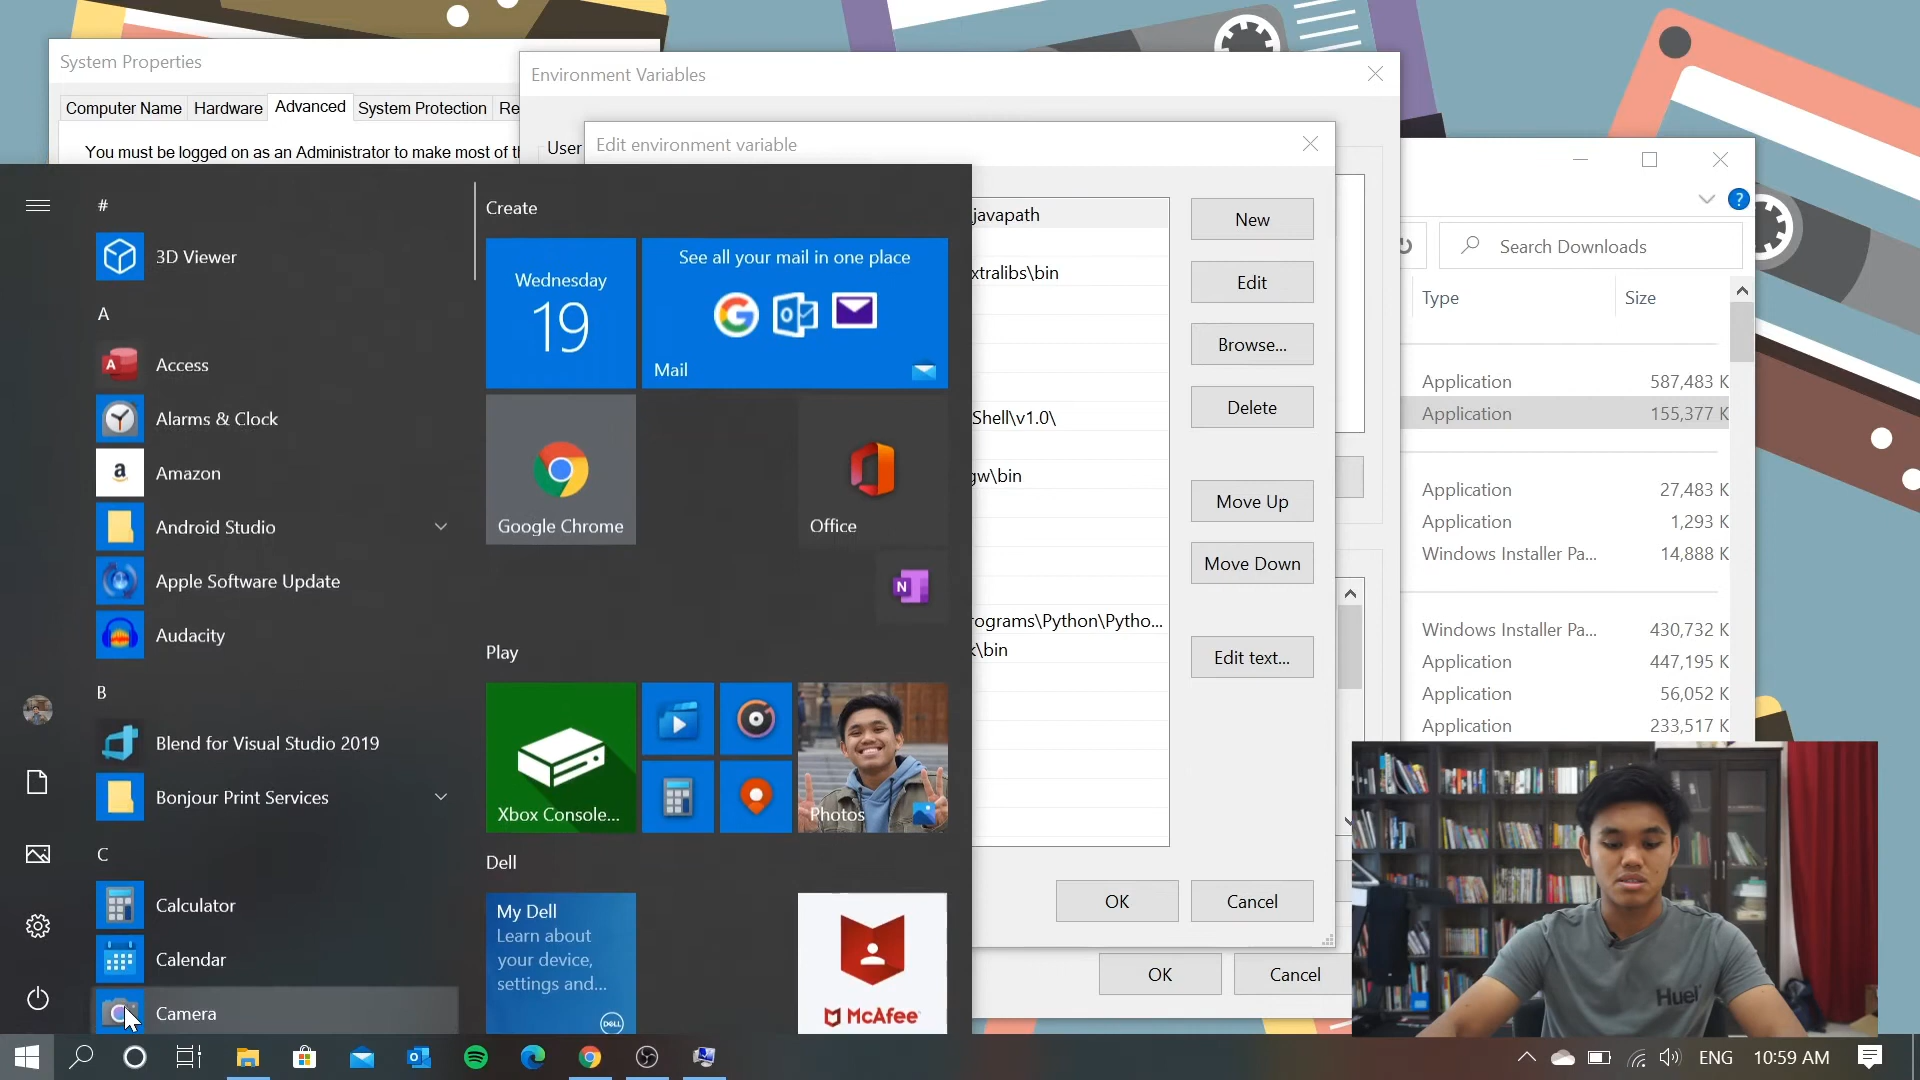 System Properties
Computer Name
Hardware
Advanced
System Protection
Re
You must be logged on as an Administrator to make most of th
Environment Variables
User
Edit environment variable
javapath
xtralibs\bin
Shell\v1.0\
gw\bin
rograms\Python\Pytho...
k\bin
New
Edit
Browse...
Delete
Move Up
Move Down
Edit text...
OK
Cancel
OK
Cancel
?
Search Downloads
Type
Size
Application
587,483 K
Application
155,377 K
Application
27,483 K
Application
1,293 K
Windows Installer Pa...
14,888 K
Windows Installer Pa...
430,732 K
Application
447,195 K
Application
56,052 K
Application
233,517 K
#
3D Viewer
A
Access
Alarms & Clock
a
Amazon
Android Studio
Apple Software Update
Audacity
B
Blend for Visual Studio 2019
Bonjour Print Services
C
Calculator
Calendar
Camera
Create
Wednesday
19
See all your mail in one place
Mail
Google Chrome
Office
N
Play
Xbox Console...
Photos
Dell
My Dell
Learn about
your device,
settings and...
DELL
McAfee
Huel
ENG
10:59 AM